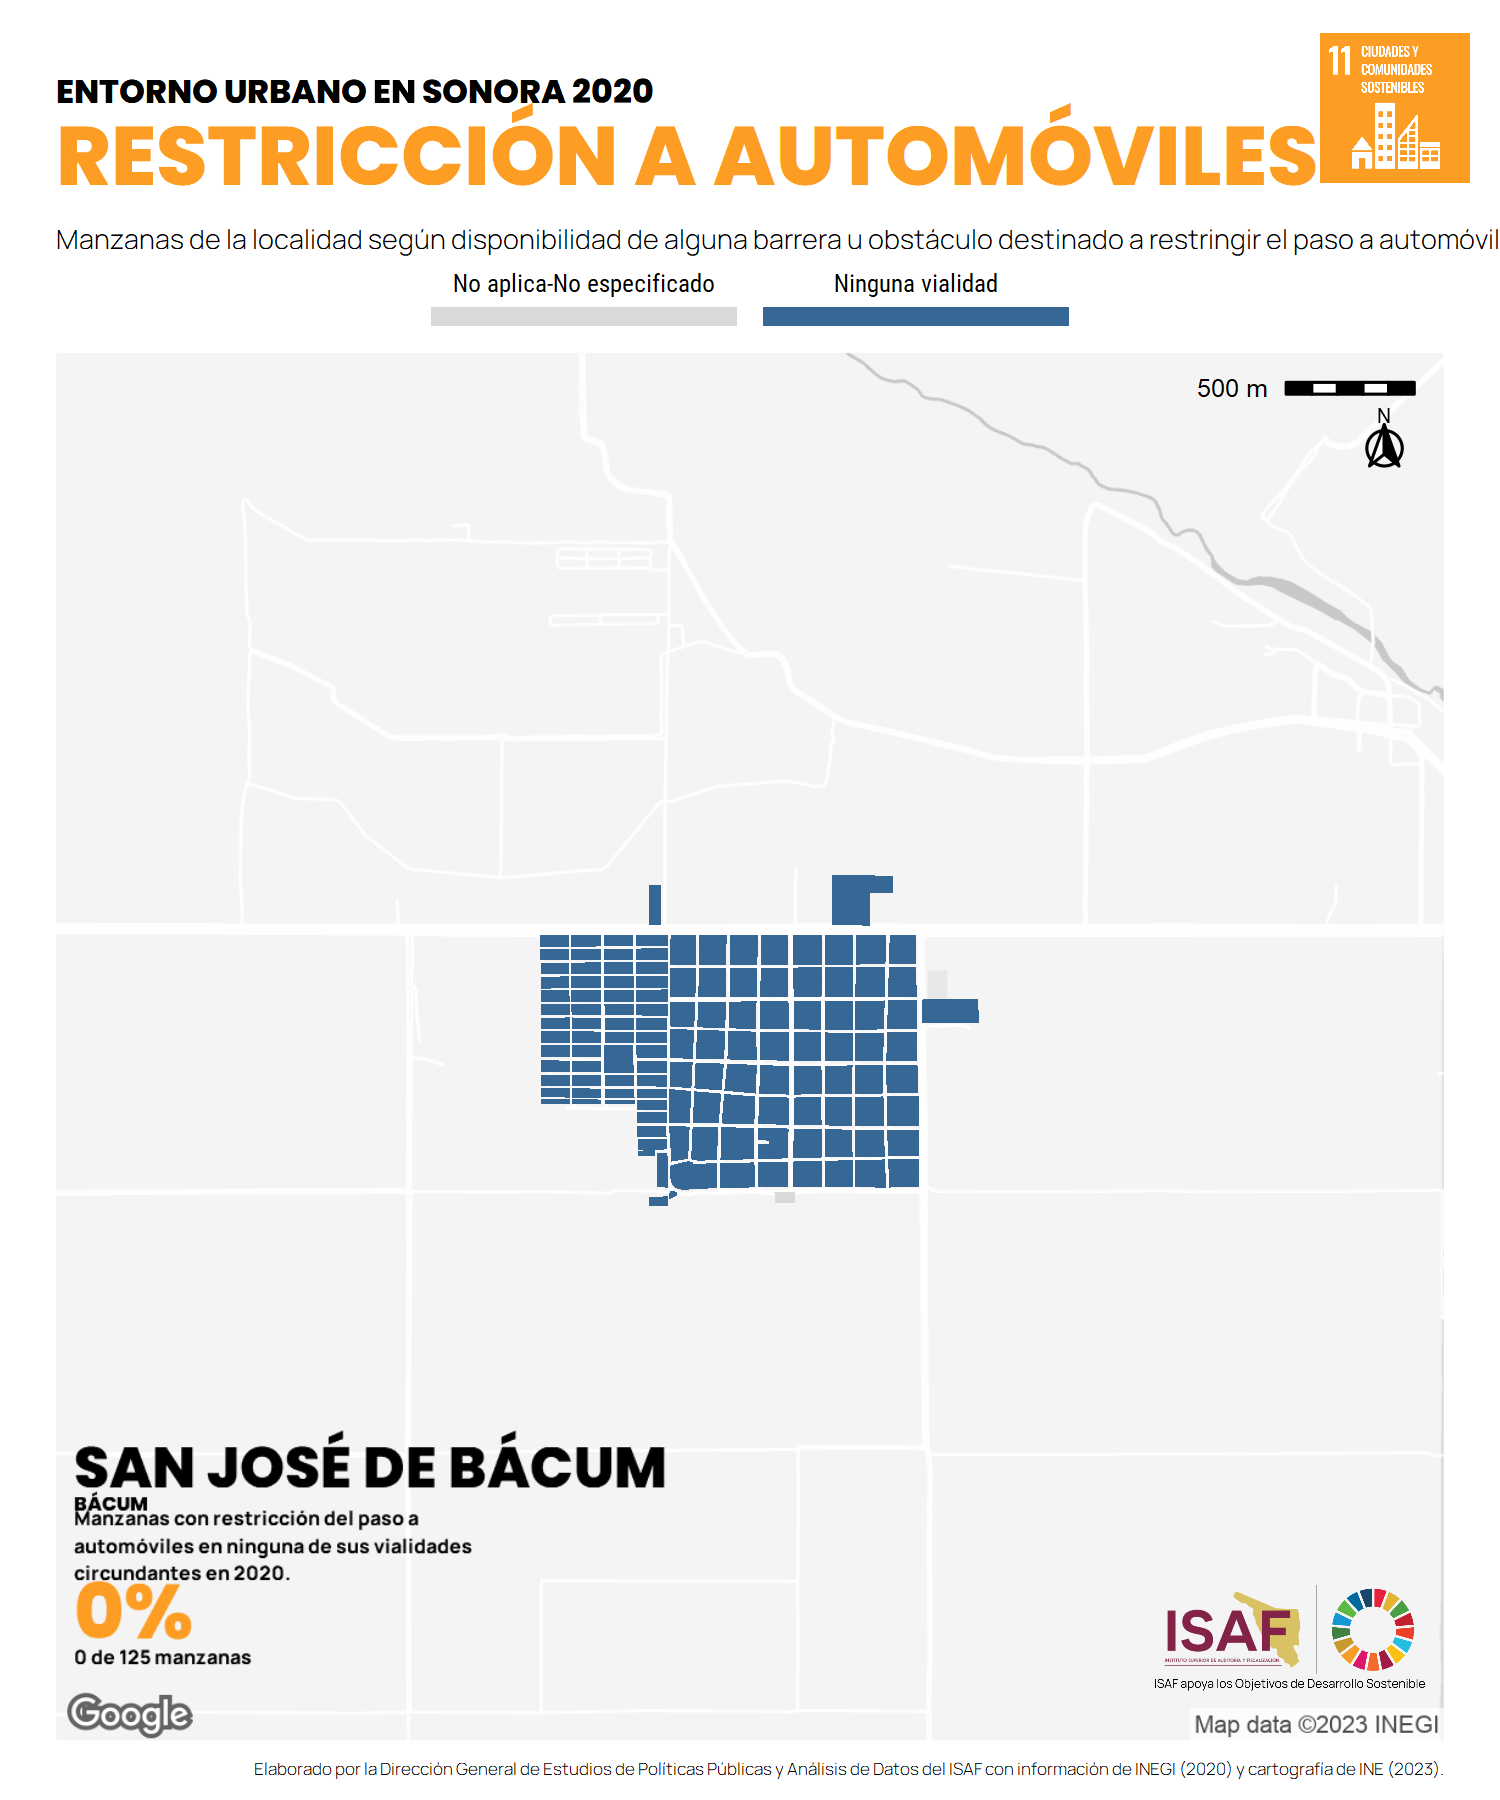 ENTORNO URBANO EN SONORA 2020
RESTRICCIÓN A AUTOMÓVILES
11 CIUDADES Y
COMUNIDADES
SOSTENIBLES
Manzanas de la localidad según disponibilidad de alguna barrera u obstáculo destinado a restringir el paso a automóvil
No aplica-No especificado
Ninguna vialidad
500 m
N
SAN JOSÉ DE BÁCUM
BÁCUM
Manzanas con restricción del paso a
automóviles en ninguna de sus vialidades
circundantes en 2020.
0%
0 de 125 manzanas
Google
ISAF
INSTITUTO SUPERIOR DE AUDITORÍA Y FISCALIZACIÓN
ISAF apoya los Objetivos de Desarrollo Sostenible
Map data ©2023 INEGI
Elaborado por la Dirección General de Estudios de Políticas Públicas y Análisis de Datos del ISAF con información de INEGI (2020) y cartografía de INE (2023).